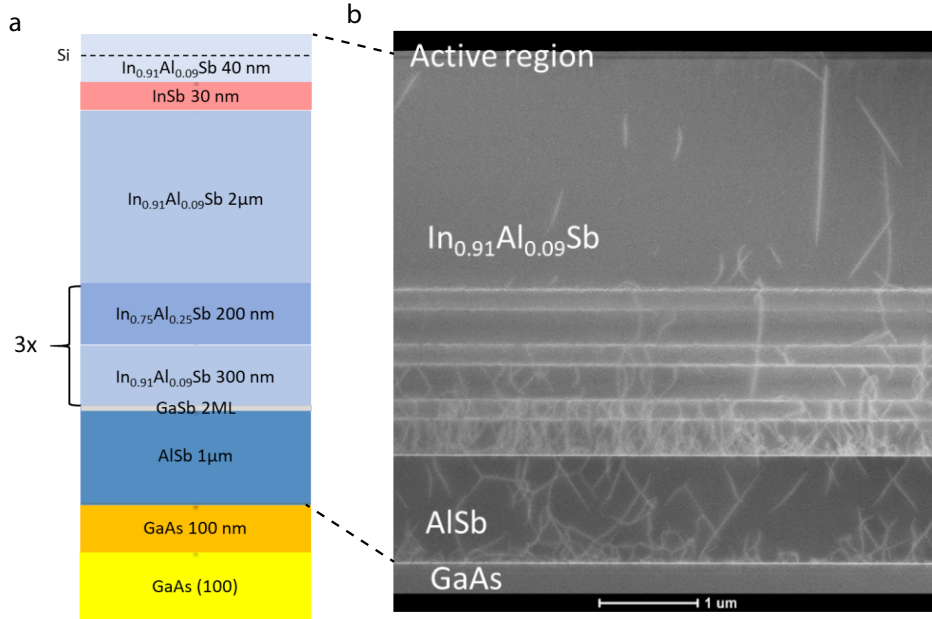 a
Si
In₀.₉₁Al₀.₀₉Sb 40 nm
InSb 30 nm
In₀.₉₁Al₀.₀₉Sb 2µm
3x
In₀.₇₅Al₀.₂₅Sb 200 nm
In₀.₉₁Al₀.₀₉Sb 300 nm
GaSb 2ML
AlSb 1µm
GaAs 100 nm
GaAs (100)
b
Active region
In₀.₉₁Al₀.₀₉Sb
AlSb
GaAs
1 um